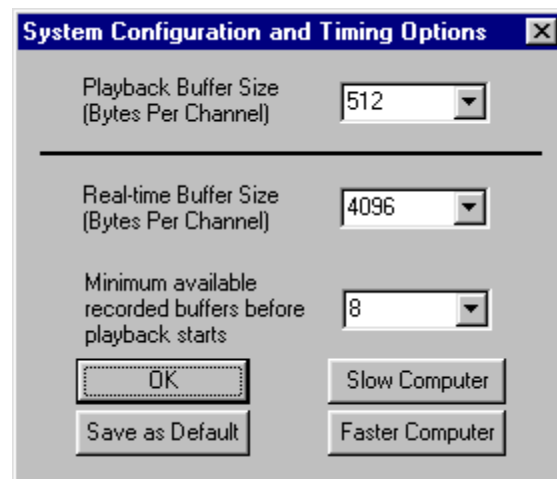 System Configuration and Timing Options
Playback Buffer Size
(Bytes Per Channel)
512
Real-time Buffer Size
(Bytes Per Channel)
4096
Minimum available
recorded buffers before
playback starts
8
OK
Slow Computer
Save as Default
Faster Computer